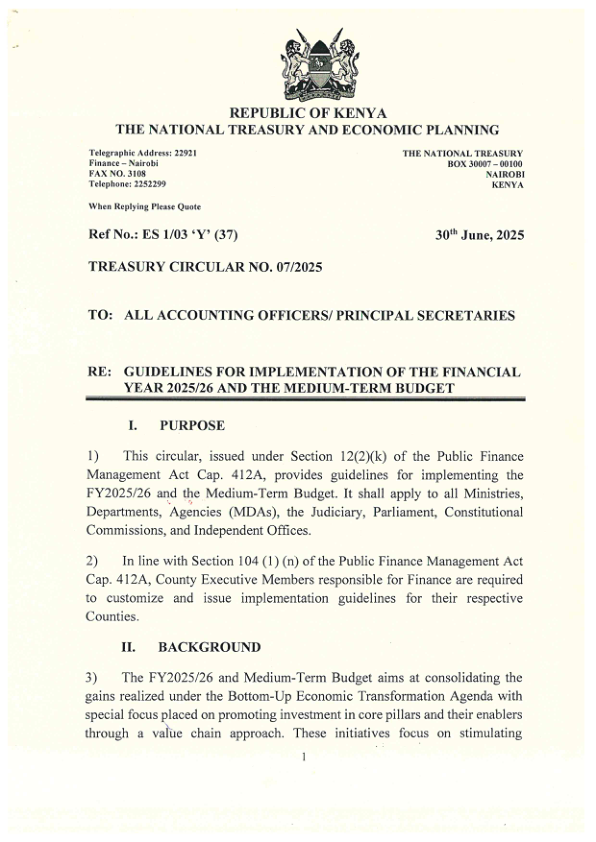 REPUBLIC OF KENYA
THE NATIONAL TREASURY AND ECONOMIC PLANNING
Telegraphic Address: 22921
Finance – Nairobi
FAX NO. 3108
Telephone: 2252299
When Replying Please Quote
THE NATIONAL TREASURY
BOX 30007 – 00100
NAIROBI
KENYA
Ref No.: ES 1/03 ‘Y’ (37) 30th June, 2025
TREASURY CIRCULAR NO. 07/2025
TO: ALL ACCOUNTING OFFICERS/ PRINCIPAL SECRETARIES
RE: GUIDELINES FOR IMPLEMENTATION OF THE FINANCIAL
YEAR 2025/26 AND THE MEDIUM-TERM BUDGET
I. PURPOSE
1) This circular, issued under Section 12(2)(k) of the Public Finance
Management Act Cap. 412A, provides guidelines for implementing the
FY2025/26 and the Medium-Term Budget. It shall apply to all Ministries,
Departments, Agencies (MDAs), the Judiciary, Parliament, Constitutional
Commissions, and Independent Offices.
2) In line with Section 104 (1) (n) of the Public Finance Management Act
Cap. 412A, County Executive Members responsible for Finance are required
to customize and issue implementation guidelines for their respective
Counties.
II. BACKGROUND
3) The FY2025/26 and Medium-Term Budget aims at consolidating the
gains realized under the Bottom-Up Economic Transformation Agenda with
special focus placed on promoting investment in core pillars and their enablers
through a value chain approach. These initiatives focus on stimulating
1